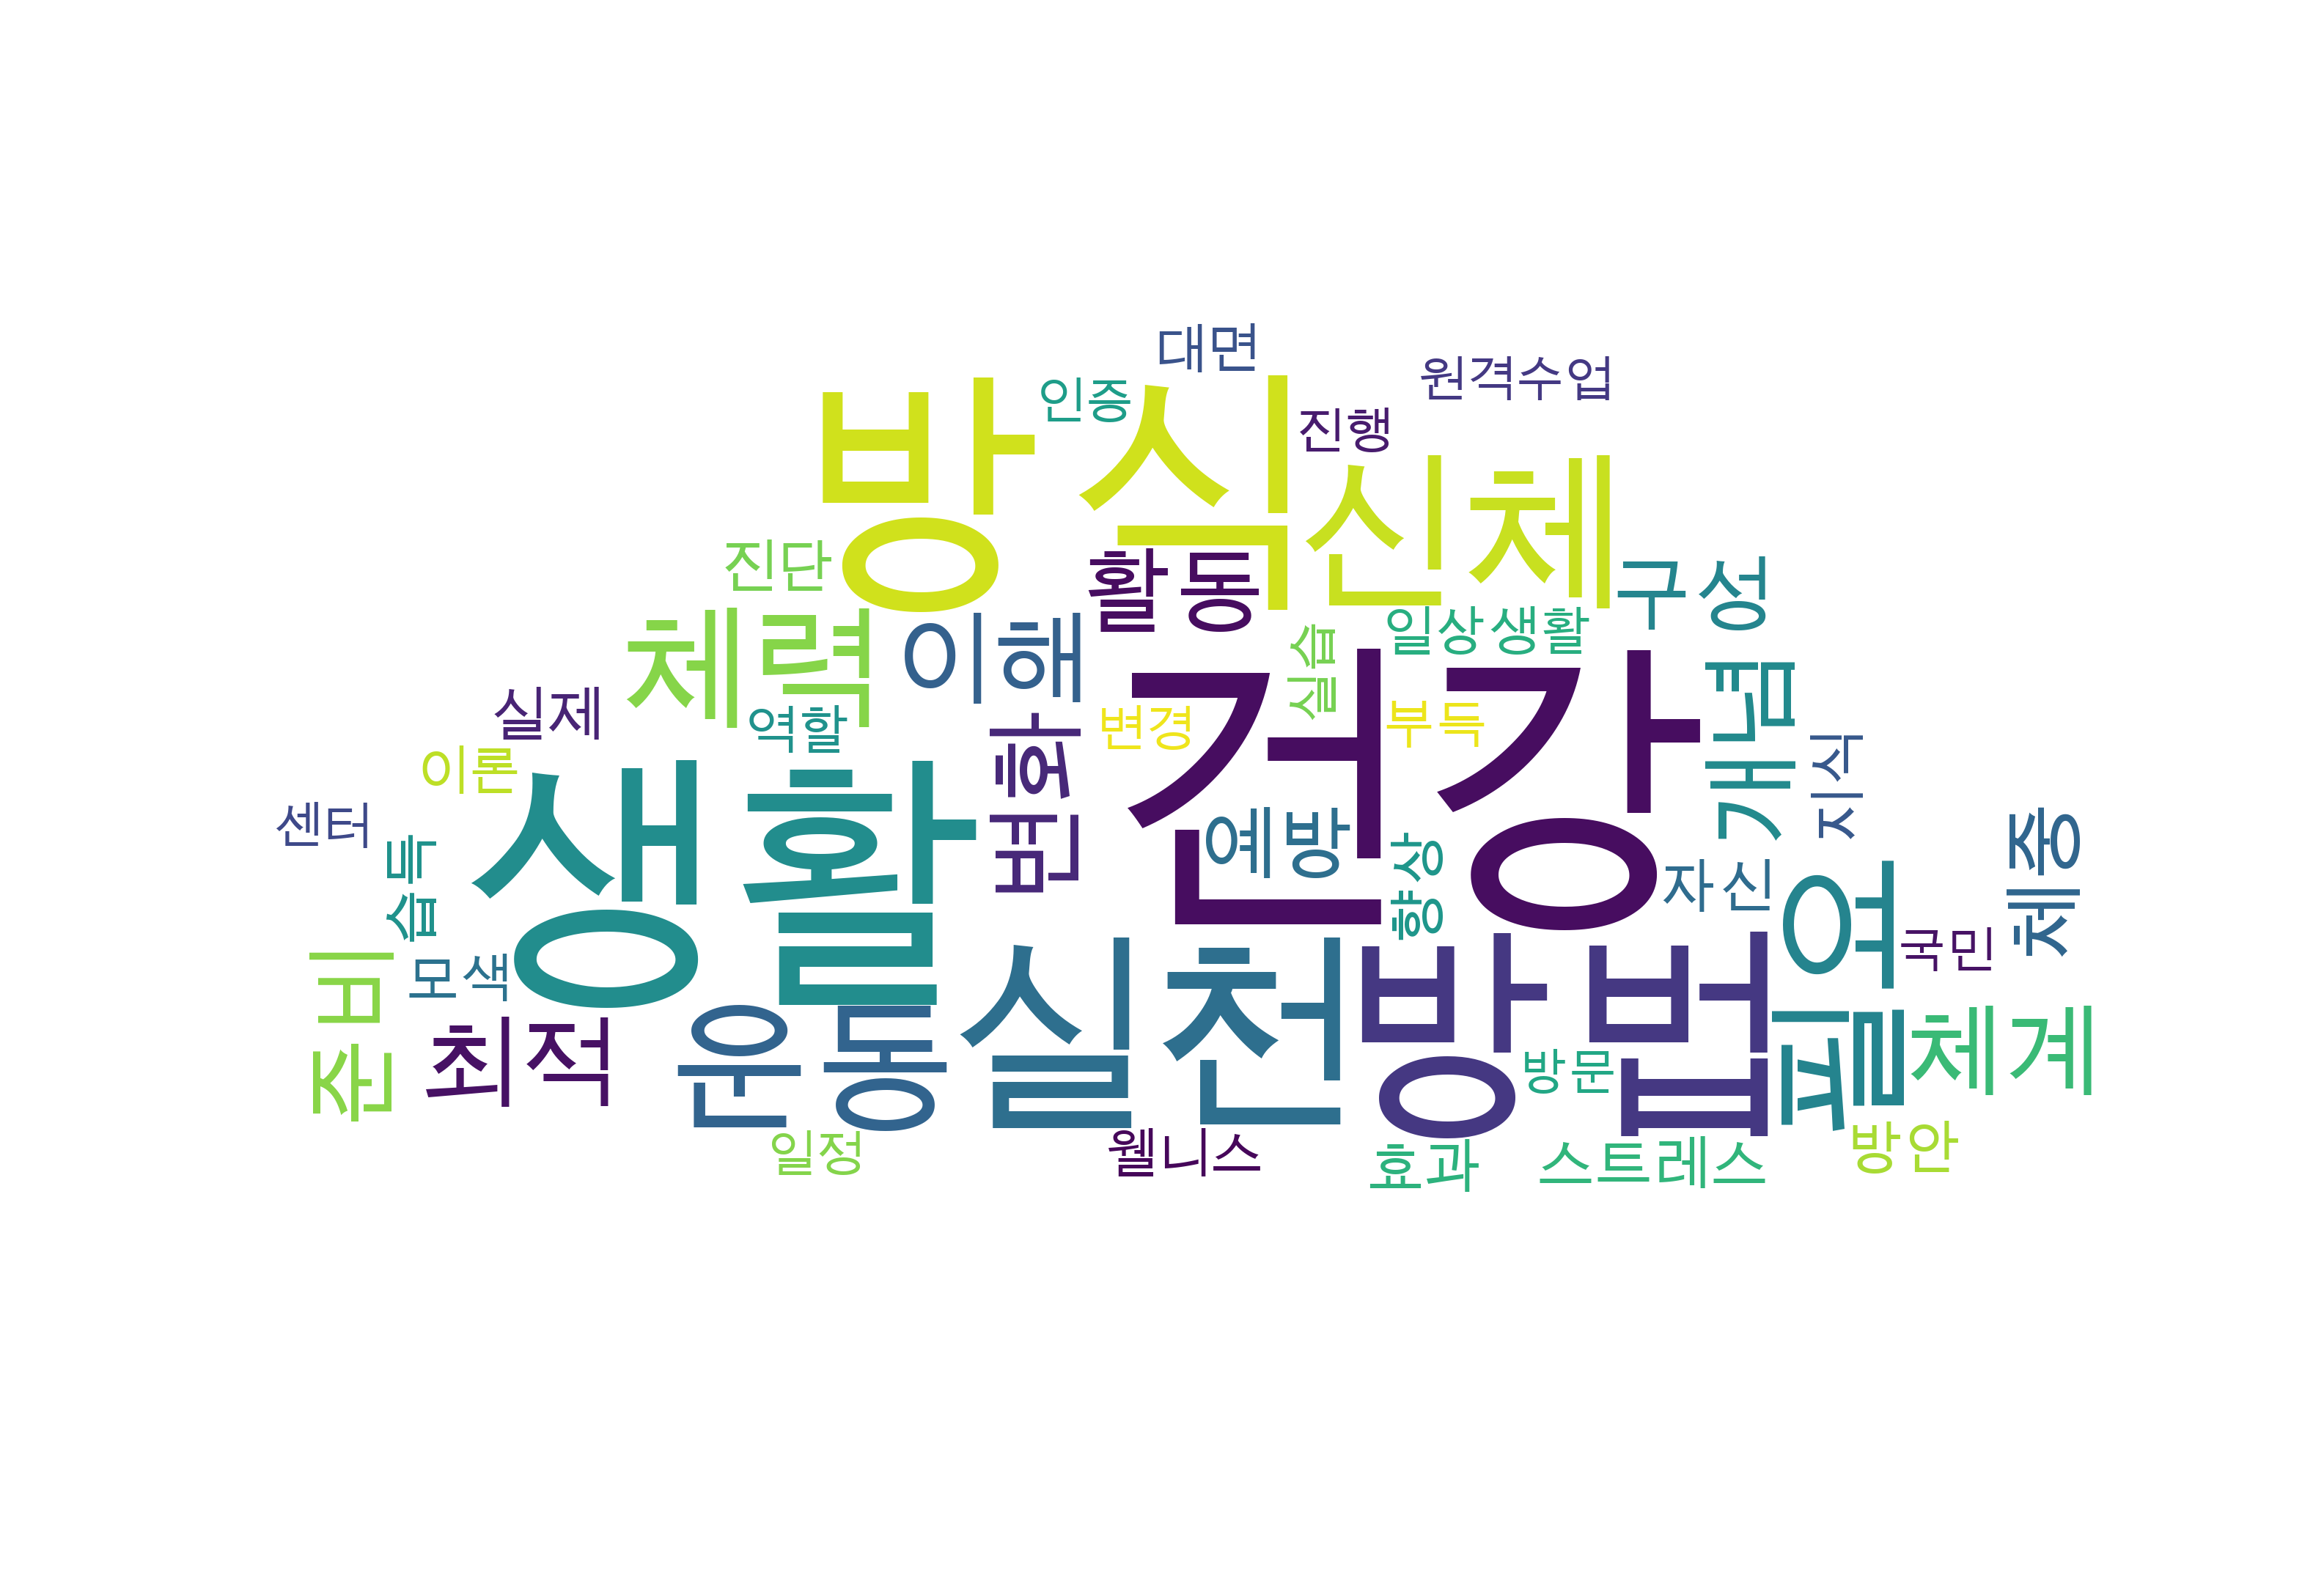 대면
원격수업
인증
진행
방식
신체
진단
활동
구성
체력
이해
일상생활
실습
실제
역할
변경
부득
개념
변화
건강
지식
이론
생활
센터
습득
예방
향상
자신
체중
필요
국민
준비
모색
실천
방법
최적
운동
방문
체계
일정
웰니스
효과
스트레스
방안